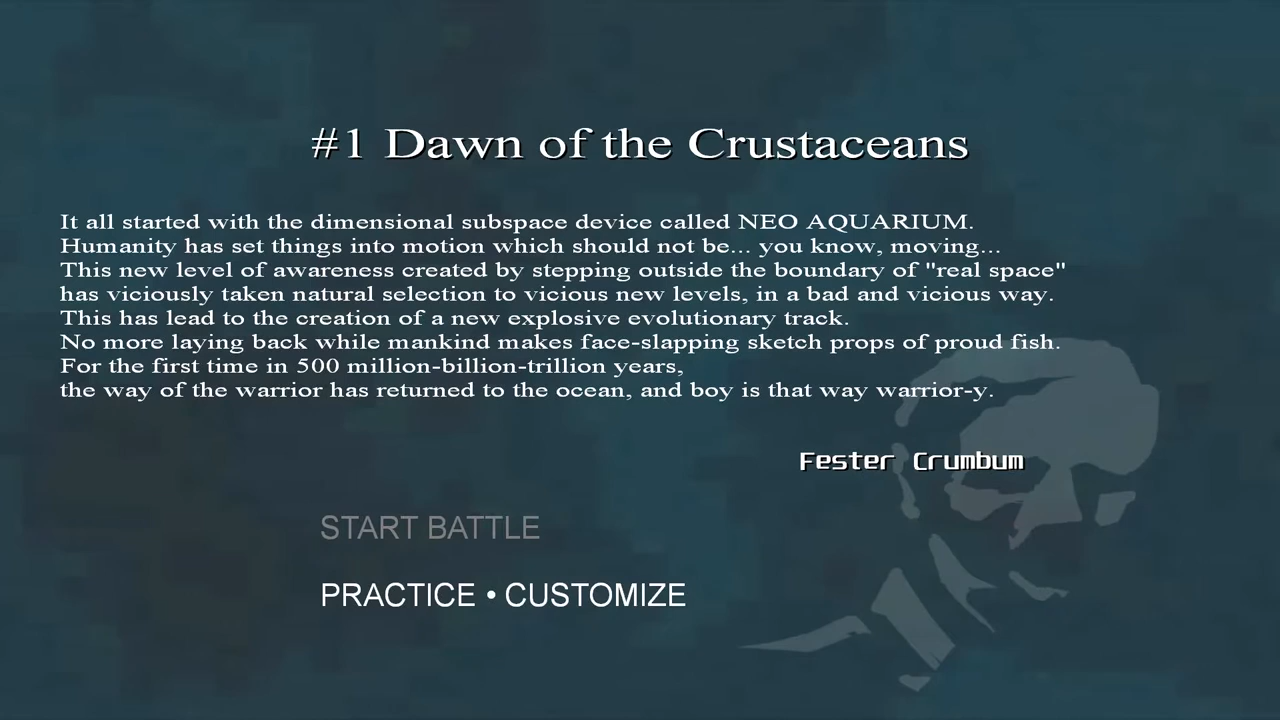 #1 Dawn of the Crustaceans
It all started with the dimensional subspace device called NEO AQUARIUM.
Humanity has set things into motion which should not be... you know, moving...
This new level of awareness created by stepping outside the boundary of "real space"
has viciously taken natural selection to vicious new levels, in a bad and vicious way.
This has lead to the creation of a new explosive evolutionary track.
No more laying back while mankind makes face-slapping sketch props of proud fish.
For the first time in 500 million-billion-trillion years,
the way of the warrior has returned to the ocean, and boy is that way warrior-y.
Fester Crumbum
START BATTLE
PRACTICE • CUSTOMIZE